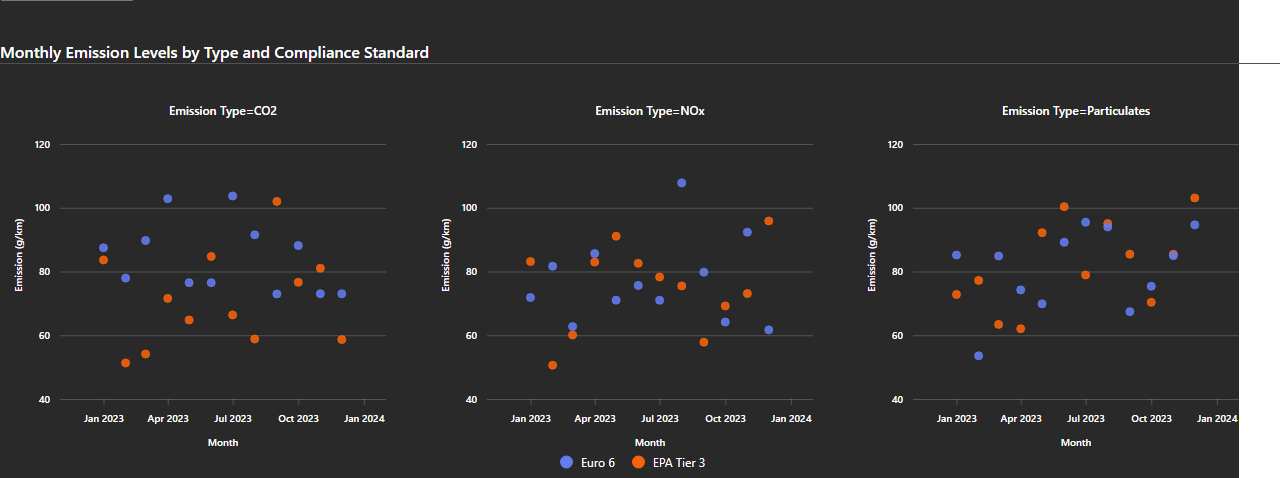 Monthly Emission Levels by Type and Compliance Standard
Emission Type=CO2
Emission (g/km)
120
100
80
60
40
Jan 2023 Apr 2023 Jul 2023 Oct 2023 Jan 2024
Month
Emission Type=NOx
Emission (g/km)
120
100
80
60
40
Jan 2023 Apr 2023 Jul 2023 Oct 2023 Jan 2024
Month
Emission Type=Particulates
Emission (g/km)
120
100
80
60
40
Jan 2023 Apr 2023 Jul 2023 Oct 2023 Jan 2024
Month
Euro 6 EPA Tier 3